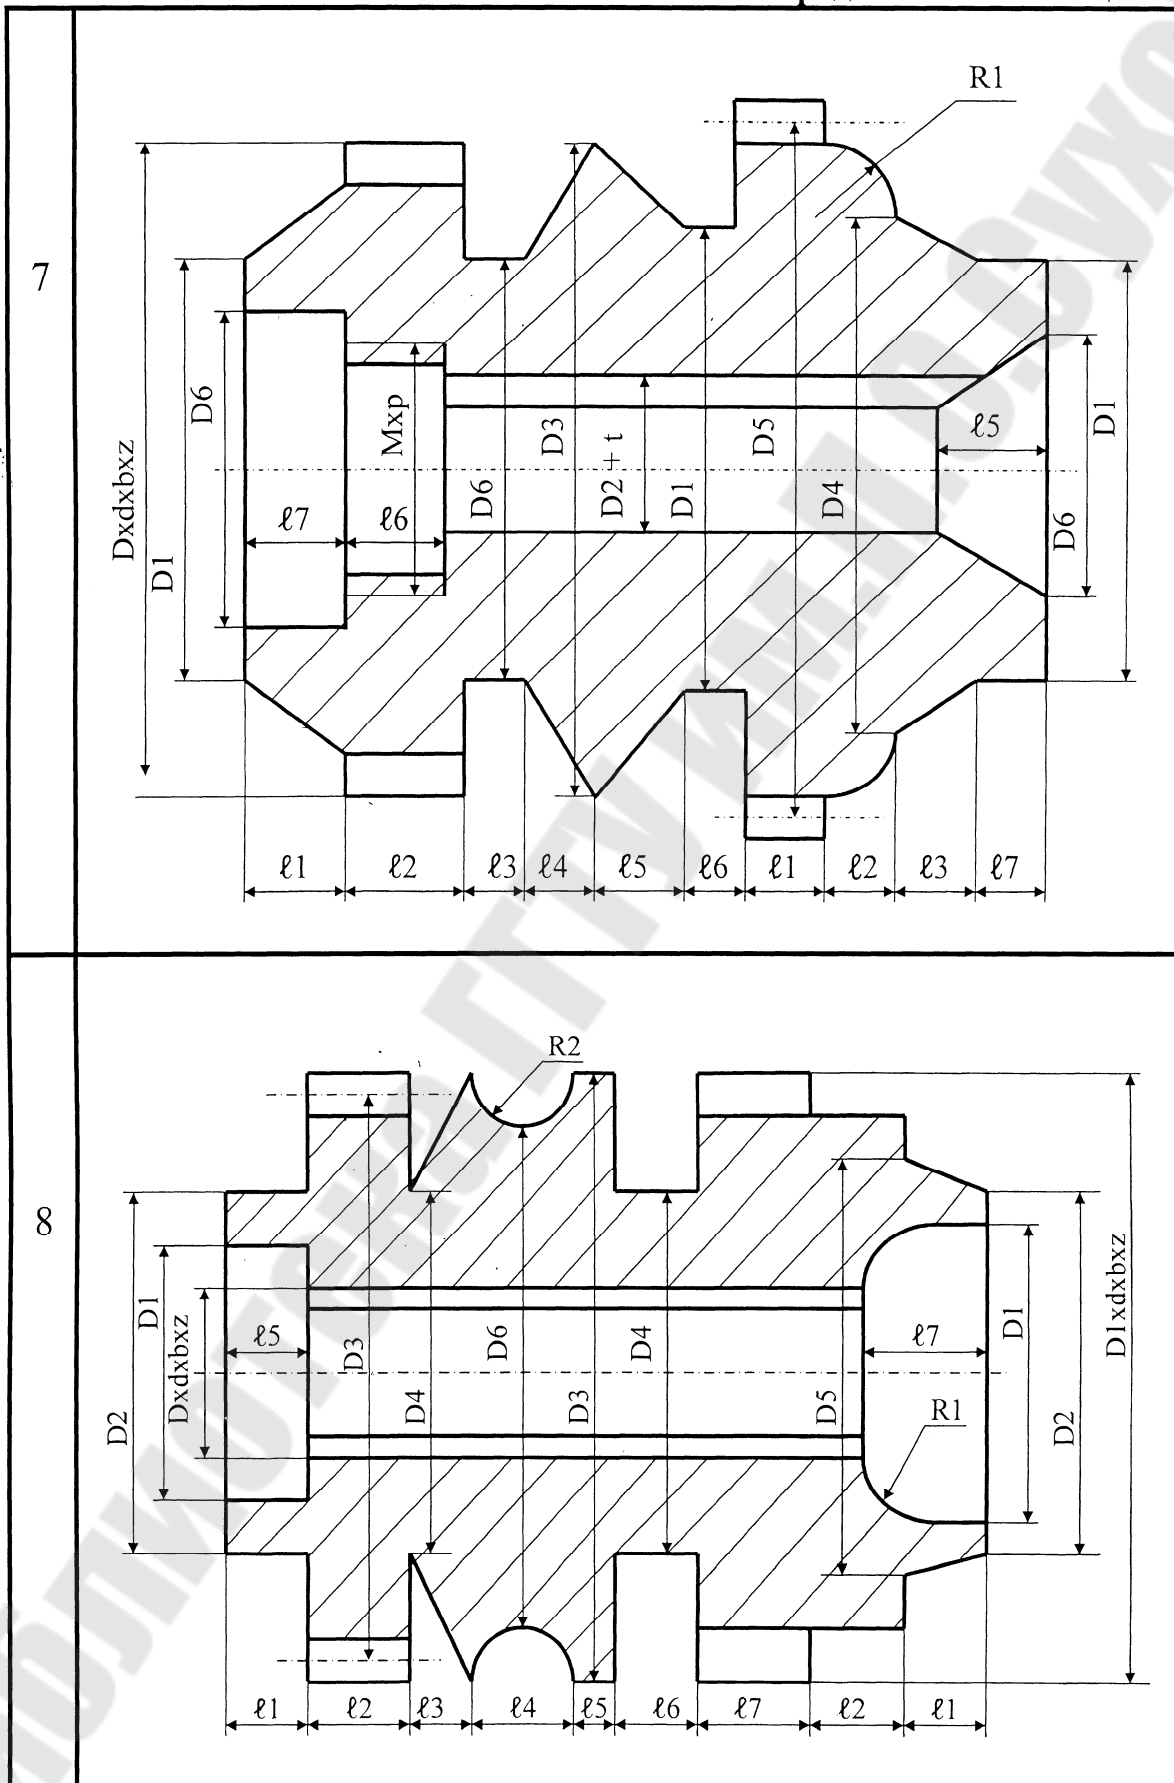 7
R1
Dxdxbxz
D1
D6
ℓ7
Mxp
ℓ6
D6
D3
D2 + t
D1
D5
D4
ℓ5
D6
D1
ℓ1
ℓ2
ℓ3
ℓ4
ℓ5
ℓ6
ℓ1
ℓ2
ℓ3
ℓ7
8
R2
D2
D1
ℓ5
Dxdxbxz
D3
D4
D6
D3
D4
D5
ℓ7
R1
D1
D2
D1xdxbxz
ℓ1
ℓ2
ℓ3
ℓ4
ℓ5
ℓ6
ℓ7
ℓ2
ℓ1